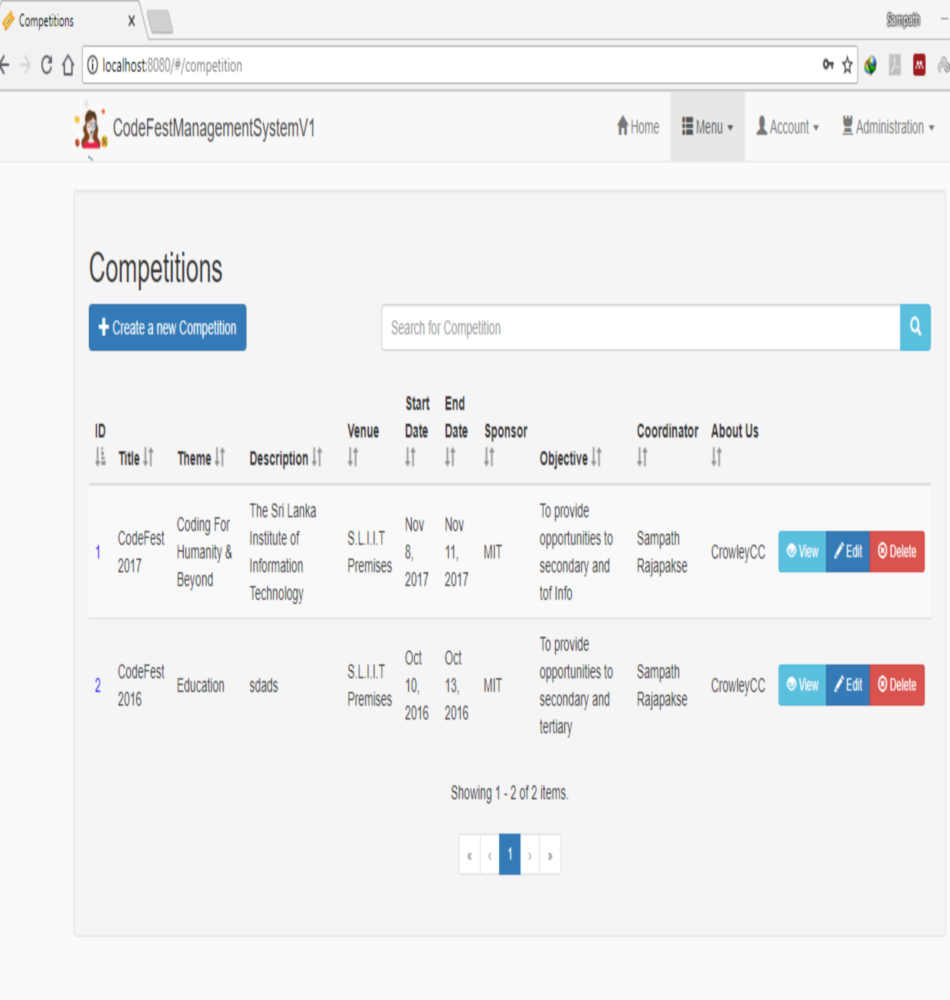 Competitions x
Sampath
localhost:8080/#/competition
CodeFestManagementSystemV1 Home Menu Account Administration
Competitions
+ Create a new Competition Search for Competition
Start End
ID Venue Date Date Sponsor Coordinator About Us
Title Theme Description Objective
The Sri Lanka To provide
Coding For Nov Nov
CodeFest Institute of S.L.I.I.T opportunities to Sampath
1 Humanity & 8, 11, MIT CrowleyCC View Edit Delete
2017 Information Premises secondary and Rajapakse
Beyond 2017 2017
Technology tof Info
To provide
Oct Oct
CodeFest S.L.I.I.T opportunities to Sampath
2 Education sdads 10, 13, MIT CrowleyCC View Edit Delete
2016 Premises secondary and Rajapakse
2016 2016
tertiary
Showing 1 - 2 of 2 items.
« ‹ 1 › »